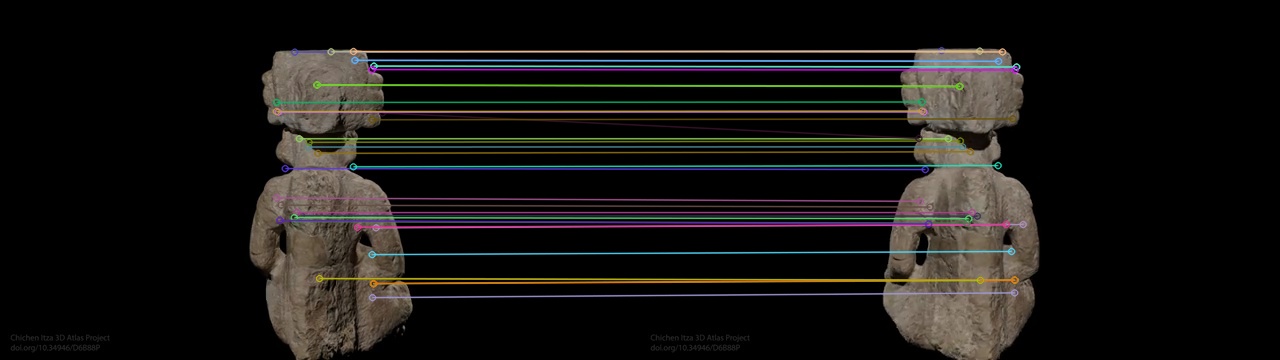 Chichen Itza 3D Atlas Project
doi.org/10.34946/D6B88P
Chichen Itza 3D Atlas Project
doi.org/10.34946/D6B88P